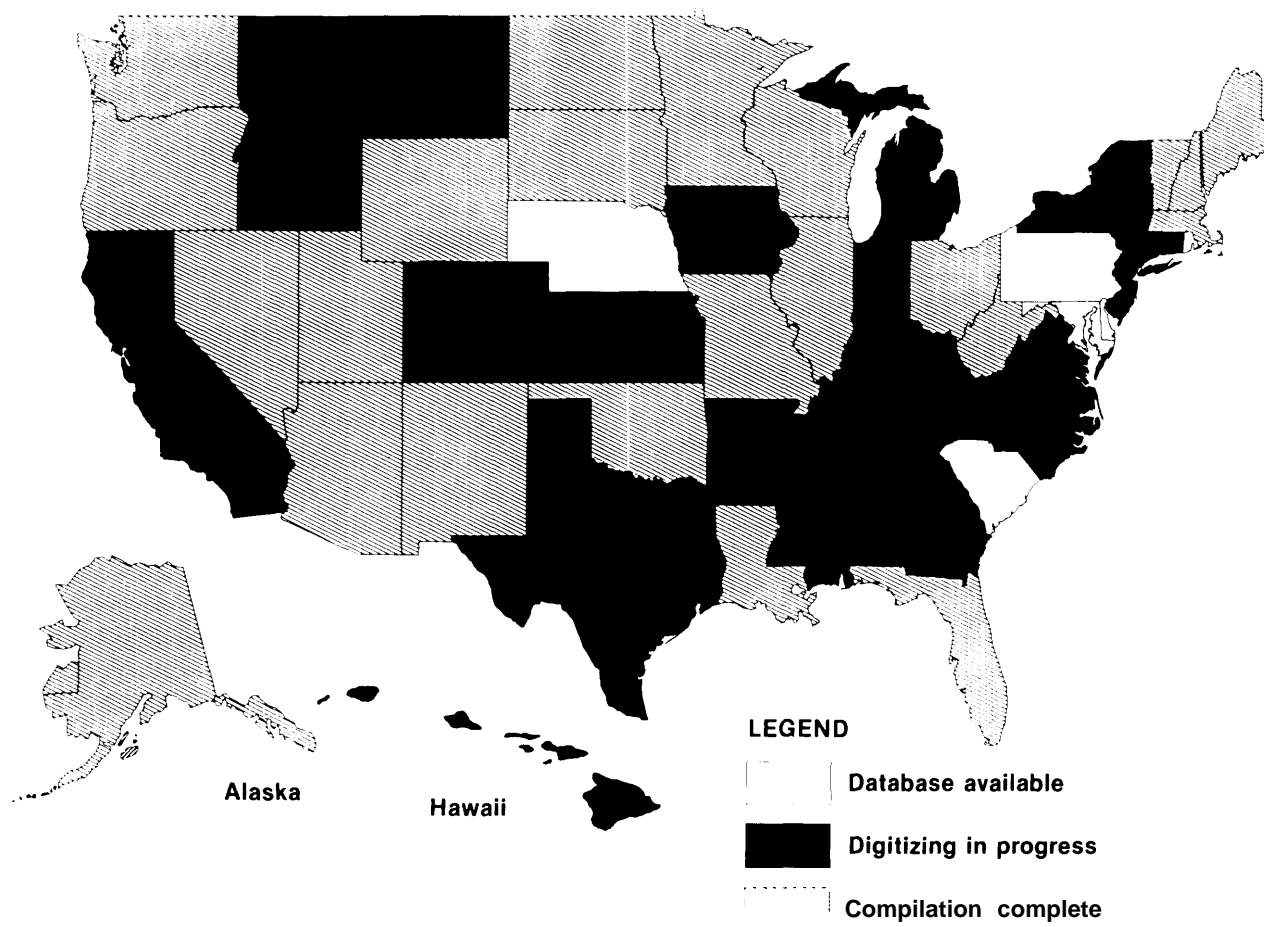 LEGEND
Database available
Alaska
Hawaii
Digitizing in progress
Compilation complete